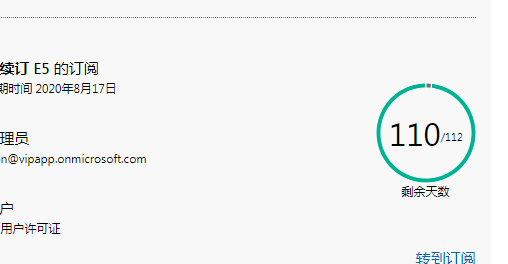 续订 E5 的订阅
期时间 2020年8月17日
110/112
理员
n@vipapp.onmicrosoft.com
剩余天数
户
用户许可证
转到订阅